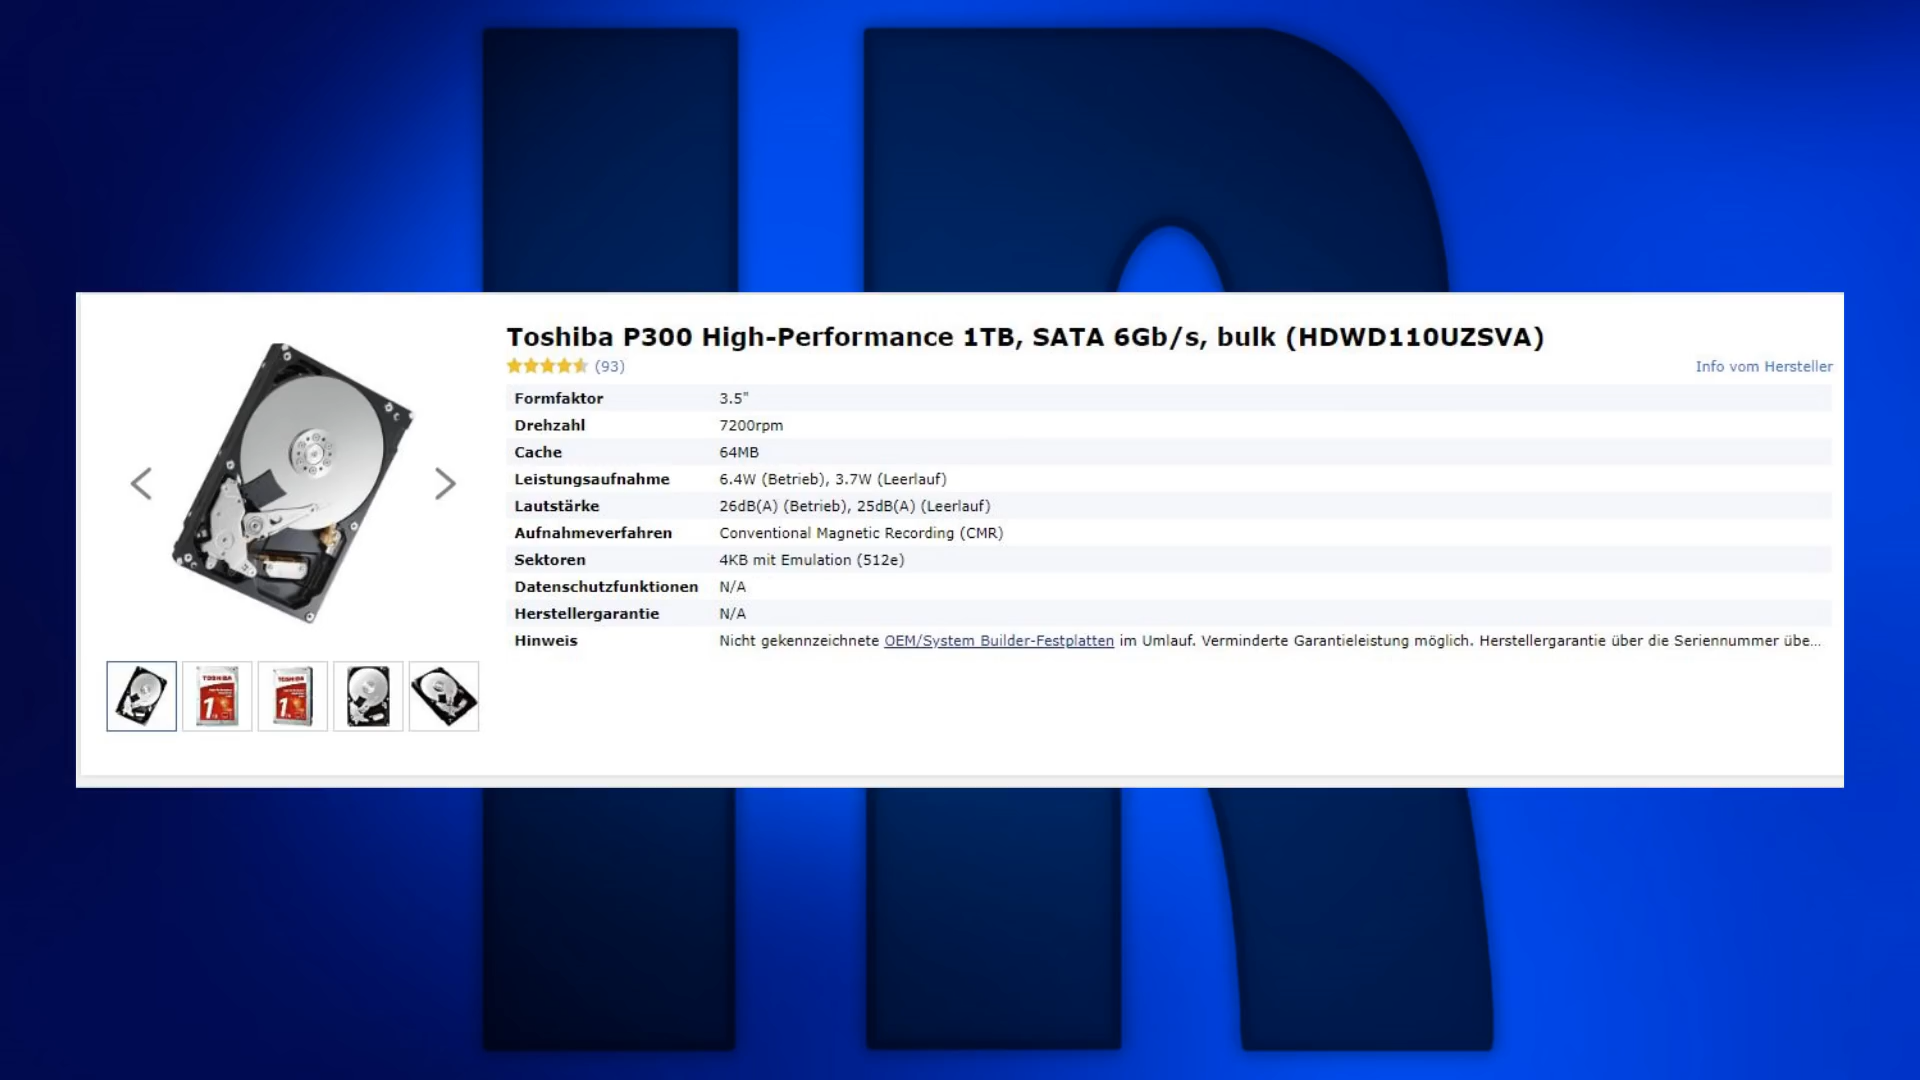 IR
Toshiba P300 High-Performance 1TB, SATA 6Gb/s, bulk (HDWD110UZSVA)
(93)
Info vom Hersteller
Formfaktor 3.5"
Drehzahl 7200rpm
Cache 64MB
Leistungsaufnahme 6.4W (Betrieb), 3.7W (Leerlauf)
Lautstärke 26dB(A) (Betrieb), 25dB(A) (Leerlauf)
Aufnahmeverfahren Conventional Magnetic Recording (CMR)
Sektoren 4KB mit Emulation (512e)
Datenschutzfunktionen N/A
Herstellergarantie N/A
Hinweis Nicht gekennzeichnete OEM/System Builder-Festplatten im Umlauf. Verminderte Garantieleistung möglich. Herstellergarantie über die Seriennummer übe...
TOSHIBA
1
TOSHIBA
1